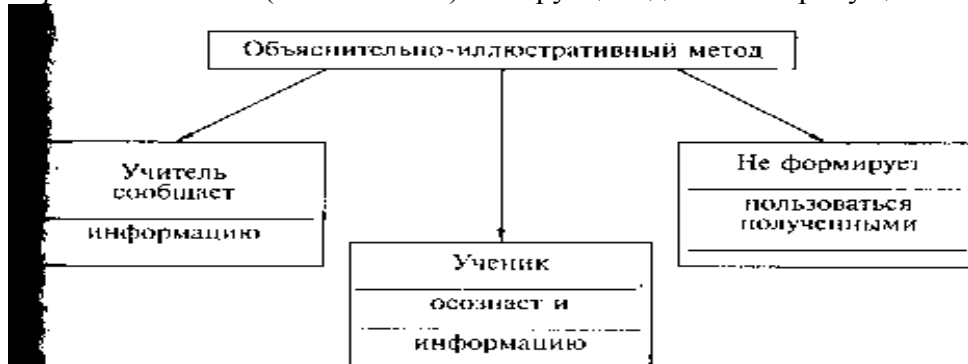 Объяснительно-иллюстративный метод
Учитель
сообщает
информацию
Не формирует
пользоваться
полученными
Ученик
осознает и
информацию